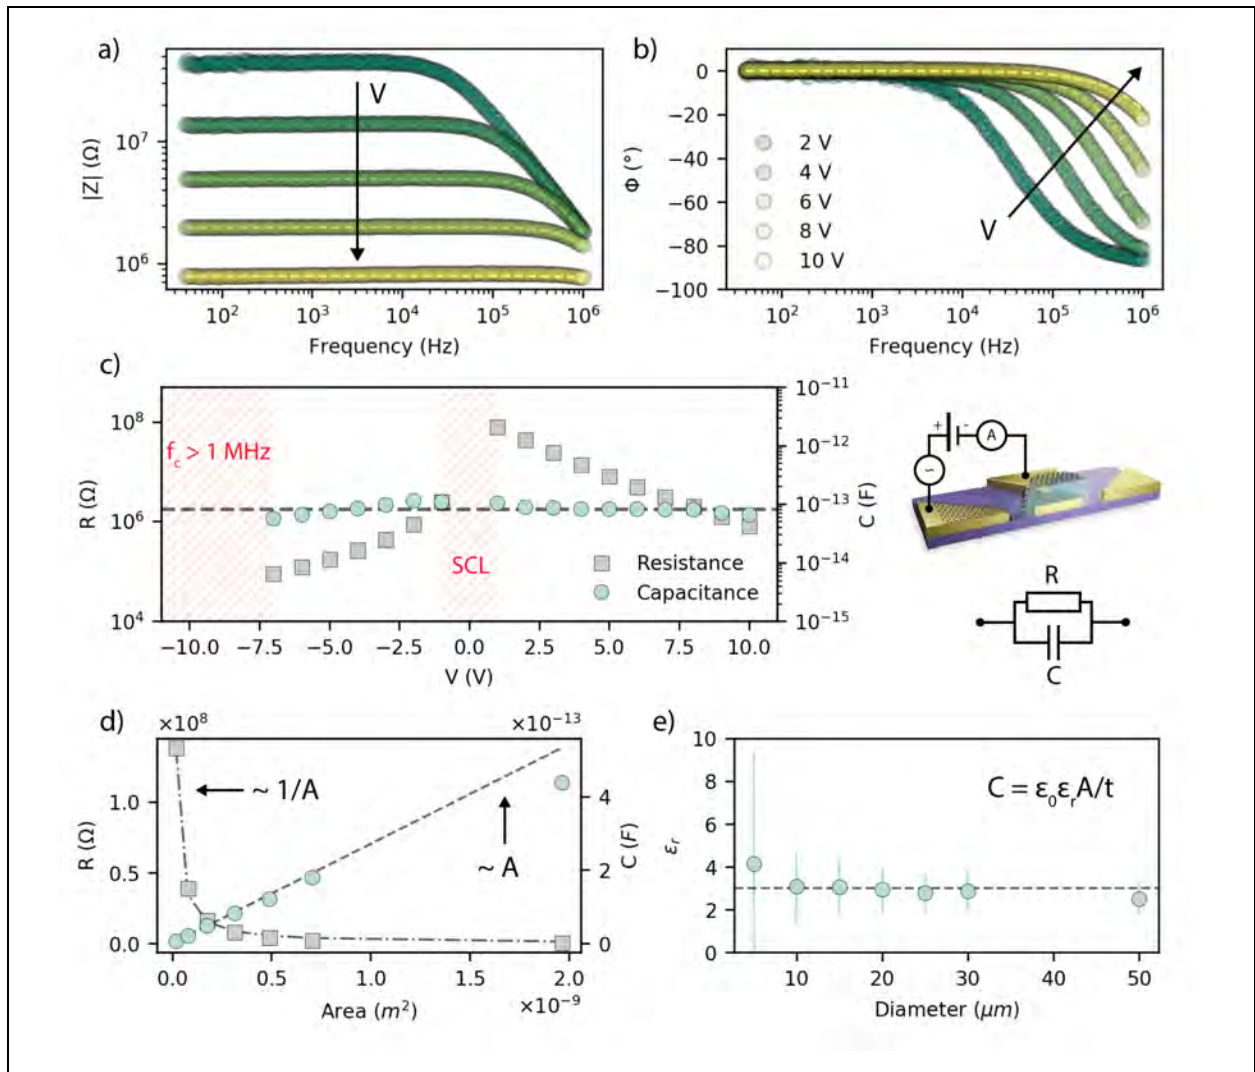 a)
|Z| (Ω)
10⁷
10⁶
V
10² 10³ 10⁴ 10⁵ 10⁶
Frequency (Hz)
b)
Φ (°)
0
−20
−40
−60
−80
−100
2 V
4 V
6 V
8 V
10 V
V
10² 10³ 10⁴ 10⁵ 10⁶
Frequency (Hz)
c)
R (Ω)
10⁸
10⁶
10⁴
f_c > 1 MHz
SCL
Resistance
Capacitance
10⁻¹¹
10⁻¹²
10⁻¹³
10⁻¹⁴
10⁻¹⁵
C (F)
−10.0 −7.5 −5.0 −2.5 0.0 2.5 5.0 7.5 10.0
V (V)
+ -
A
~
R
C
d)
×10⁸ ×10⁻¹³
R (Ω)
1.0
0.5
0.0
~ 1/A
~ A
4
2
0
C (F)
0.0 0.5 1.0 1.5 2.0
×10⁻⁹
Area (m²)
e)
εᵣ
10
8
6
4
2
0
C = ε₀εᵣA/t
10 20 30 40 50
Diameter (μm)